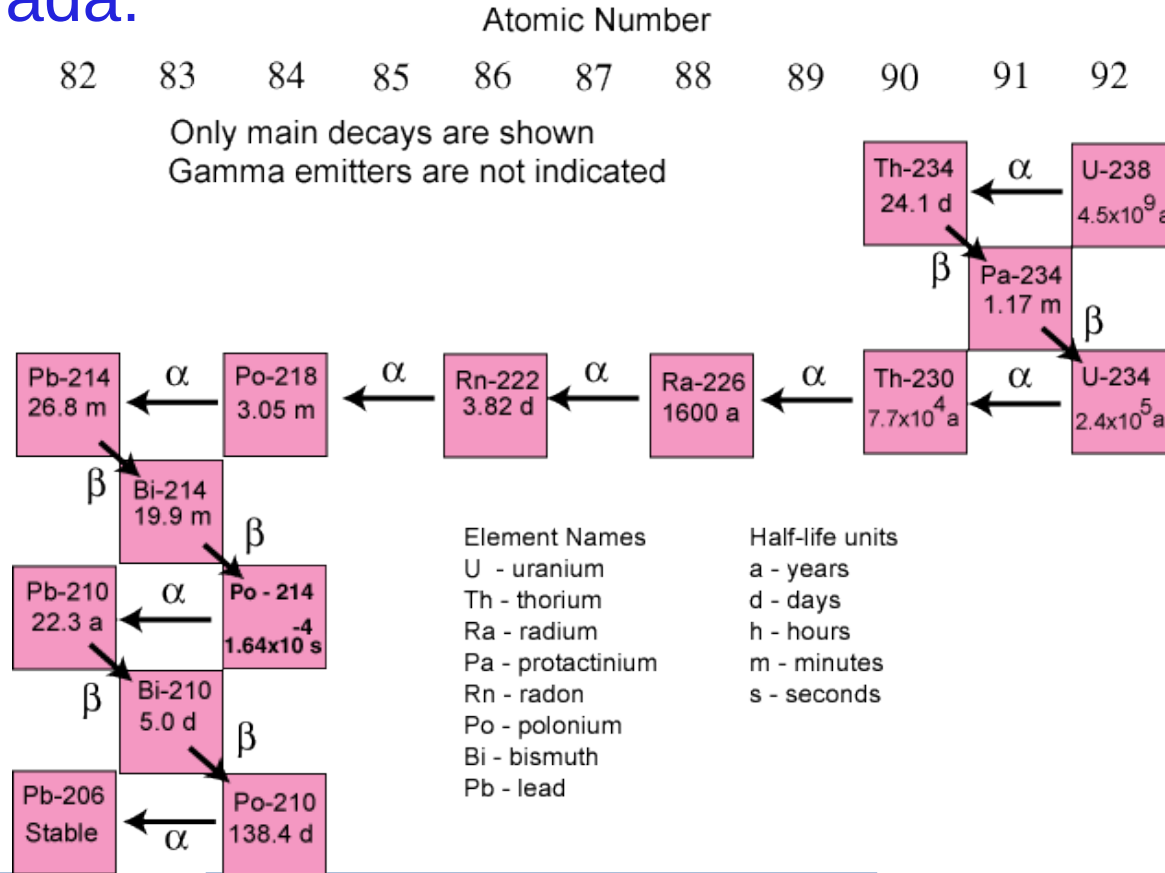 ada.
Atomic Number
82 83 84 85 86 87 88 89 90 91 92
Only main decays are shown
Gamma emitters are not indicated
Th-234
24.1 d
α
U-238
4.5x10⁹ a
β
Pa-234
1.17 m
β
Pb-214
26.8 m
α
Po-218
3.05 m
α
Rn-222
3.82 d
α
Ra-226
1600 a
α
Th-230
7.7x10⁴a
α
U-234
2.4x10⁵a
β
Bi-214
19.9 m
β
Pb-210
22.3 a
α
Po - 214
1.64x10⁻⁴ s
β
Bi-210
5.0 d
β
Pb-206
Stable
α
Po-210
138.4 d
Element Names
U - uranium
Th - thorium
Ra - radium
Pa - protactinium
Rn - radon
Po - polonium
Bi - bismuth
Pb - lead
Half-life units
a - years
d - days
h - hours
m - minutes
s - seconds